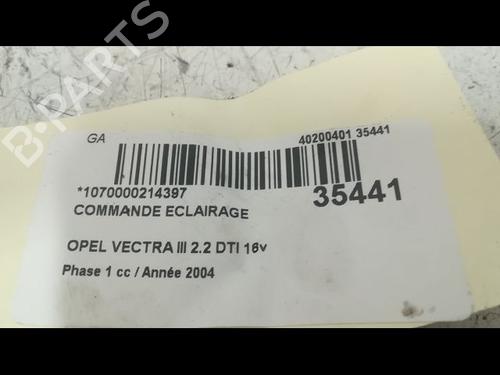 B-PARTS
GA
40200401 35441
*1070000214397
35441
COMMANDE ECLAIRAGE
OPEL VECTRA III 2.2 DTI 16v
Phase 1 cc / Année 2004